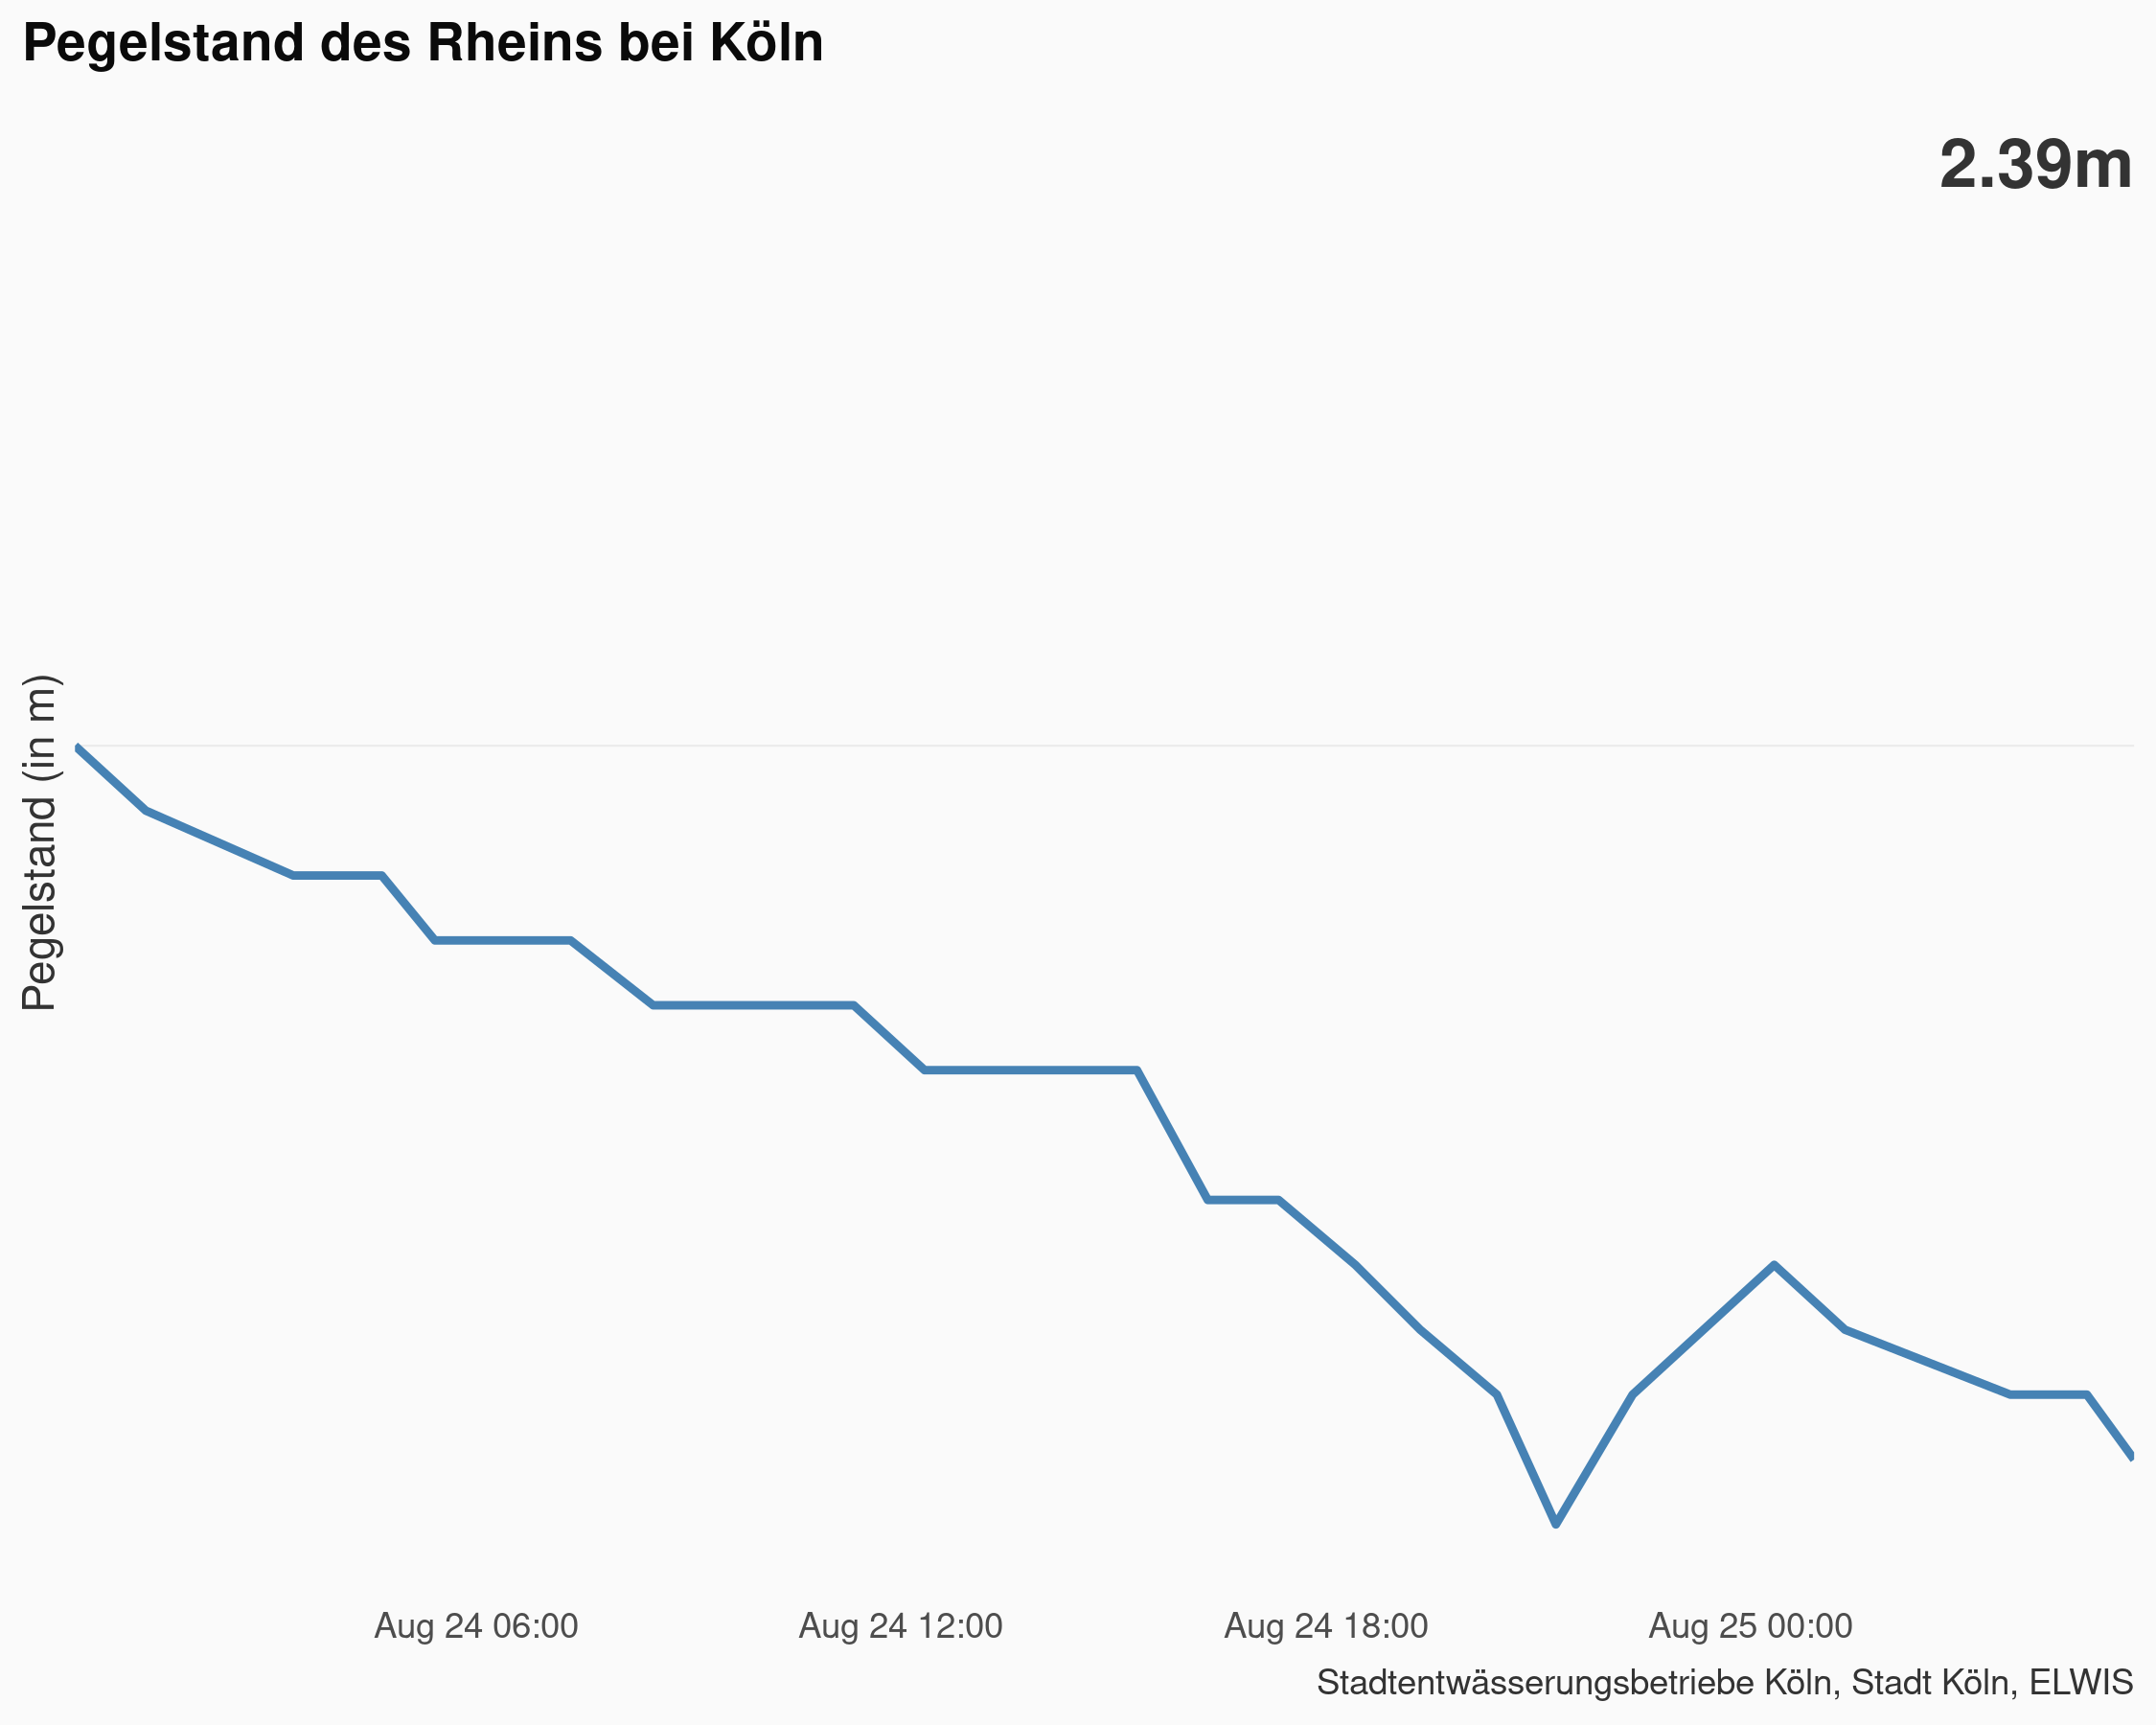 Pegelstand des Rheins bei Köln
2.39m
Pegelstand (in m)
Aug 24 06:00
Aug 24 12:00
Aug 24 18:00
Aug 25 00:00
Stadtentwässerungsbetriebe Köln, Stadt Köln, ELWIS